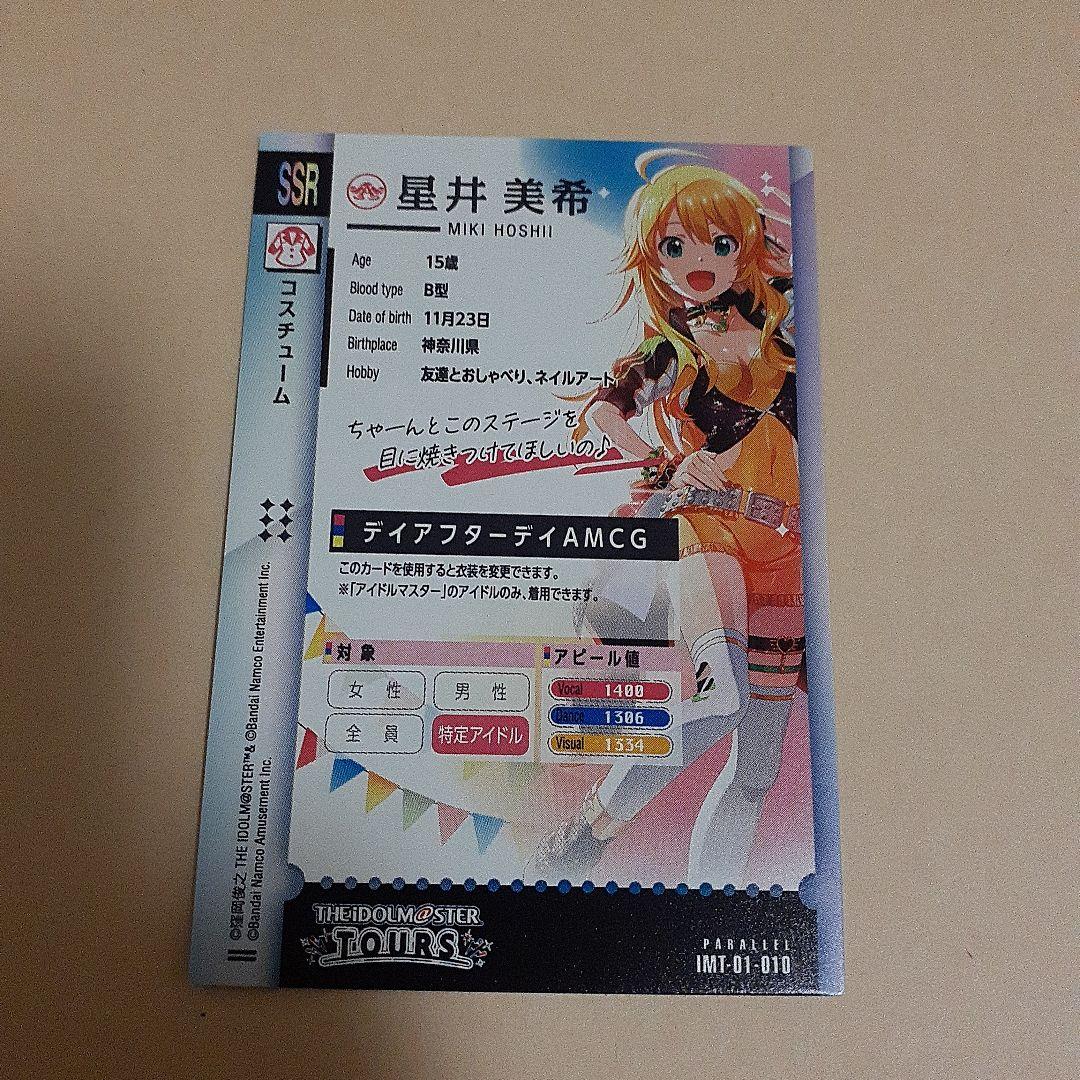 SSR
コスチューム
星井 美希
MIKI HOSHII
Age 15歳
Blood type B型
Date of birth 11月23日
Birthplace 神奈川県
Hobby 友達とおしゃべり、ネイルアート
ちゃーんとこのステージを
目に焼きつけてほしいの♪
デイアフターデイAMCG
このカードを使用すると衣装を変更できます。
※「アイドルマスター」のアイドルのみ、着用できます。
対象
女性 男性
全員 特定アイドル
アピール値
Vocal 1400
Dance 1306
Visual 1334
©窪岡俊之 THE IDOLM@STER™& ©Bandai Namco Entertainment Inc.
©Bandai Namco Amusement Inc.
THE iDOLM@STER
TOURS
PARALLEL
IMT-01-010